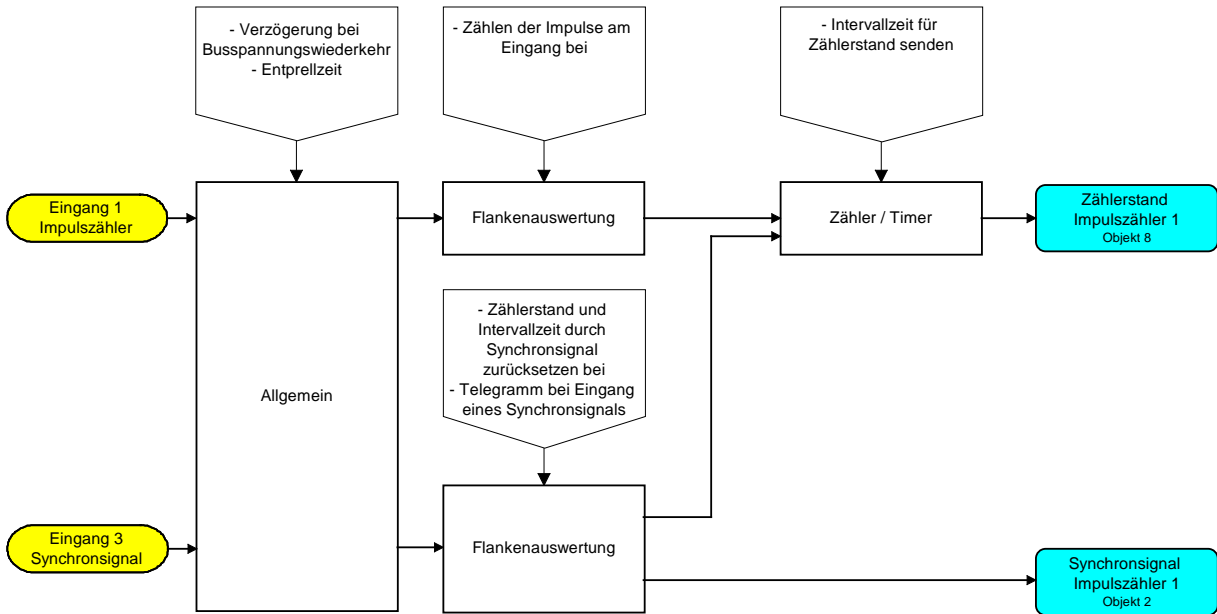 - Verzögerung bei
Busspannungswiederkehr
- Entprellzeit
- Zählen der Impulse am
Eingang bei
- Intervallzeit für
Zählerstand senden
Eingang 1
Impulszähler
Flankenauswertung
Zähler / Timer
Zählerstand
Impulszähler 1
Objekt 8
- Zählerstand und
Intervallzeit durch
Synchronsignal
zurücksetzen bei
- Telegramm bei Eingang
eines Synchronsignals
Allgemein
Eingang 3
Synchronsignal
Flankenauswertung
Synchronsignal
Impulszähler 1
Objekt 2